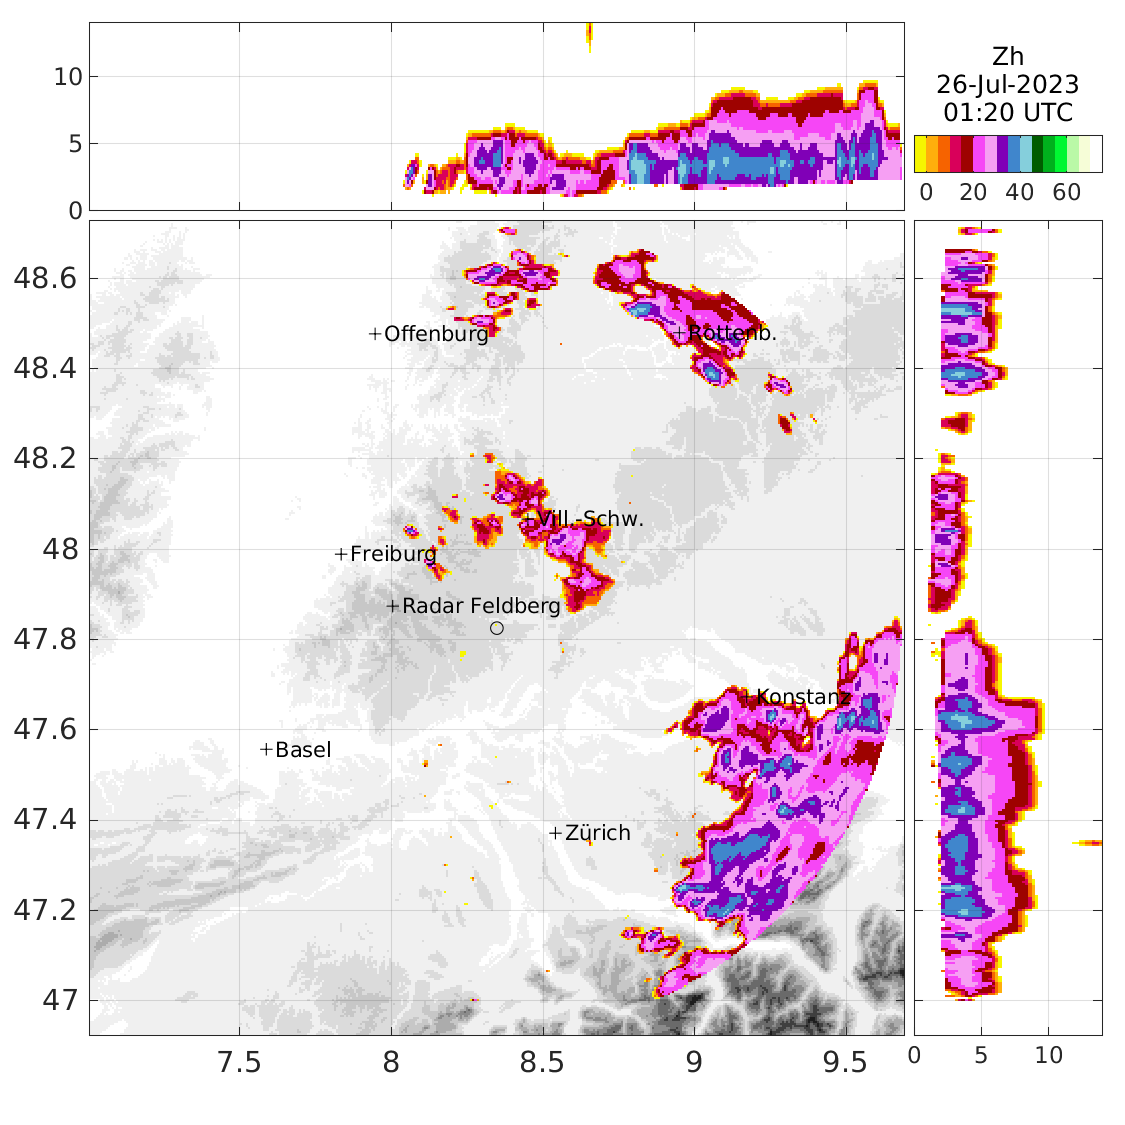 Zh
26-Jul-2023
01:20 UTC
0 20 40 60
10
5
0
48.6
48.4
48.2
48
47.8
47.6
47.4
47.2
47
+Offenburg
+Rottenb.
+Vill.-Schw.
+Freiburg
+Radar Feldberg
+Konstanz
+Basel
+Zürich
7.5 8 8.5 9 9.5
0 5 10